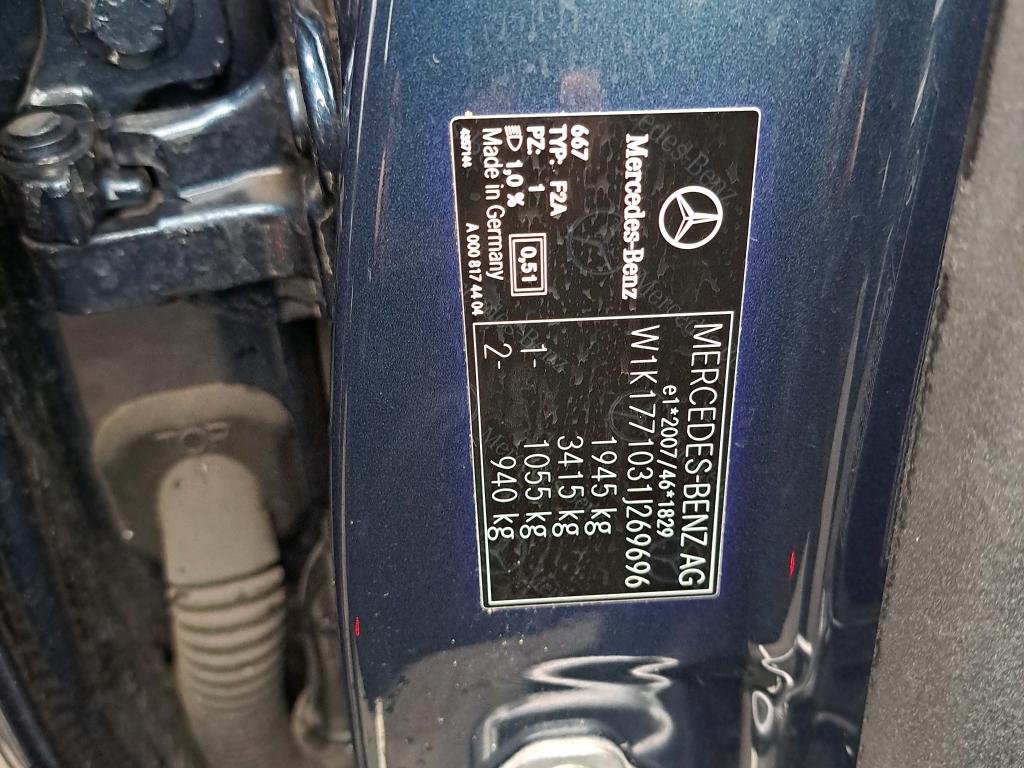 MERCEDES-BENZ AG
e1*2007/46*1829
W1K1771031J269696
1945 kg
3415 kg
1- 1055 kg
2- 940 kg
Mercedes-Benz
667
TYP: F2A
PZ: 1
1,0 %
0,51
Made in Germany
A 000 817 44 04
TOP